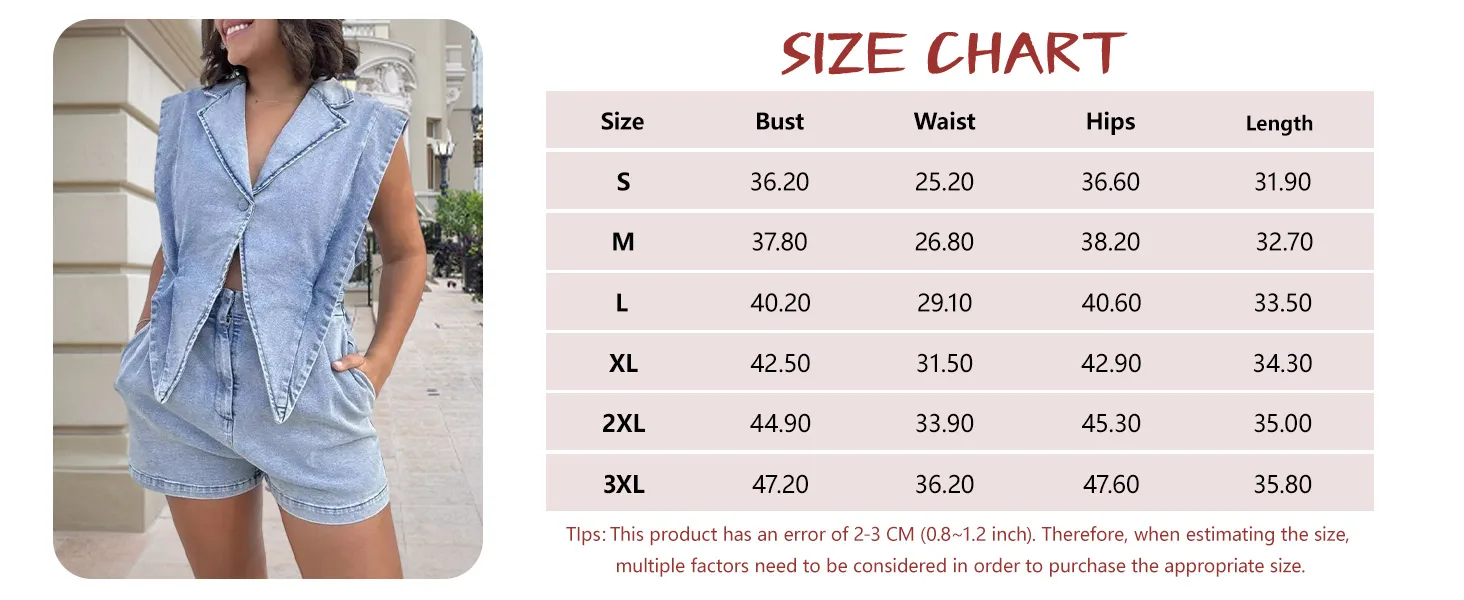 SIZE CHART
Size Bust Waist Hips Length
S 36.20 25.20 36.60 31.90
M 37.80 26.80 38.20 32.70
L 40.20 29.10 40.60 33.50
XL 42.50 31.50 42.90 34.30
2XL 44.90 33.90 45.30 35.00
3XL 47.20 36.20 47.60 35.80
TIps: This product has an error of 2-3 CM (0.8~1.2 inch). Therefore, when estimating the size,
multiple factors need to be considered in order to purchase the appropriate size.